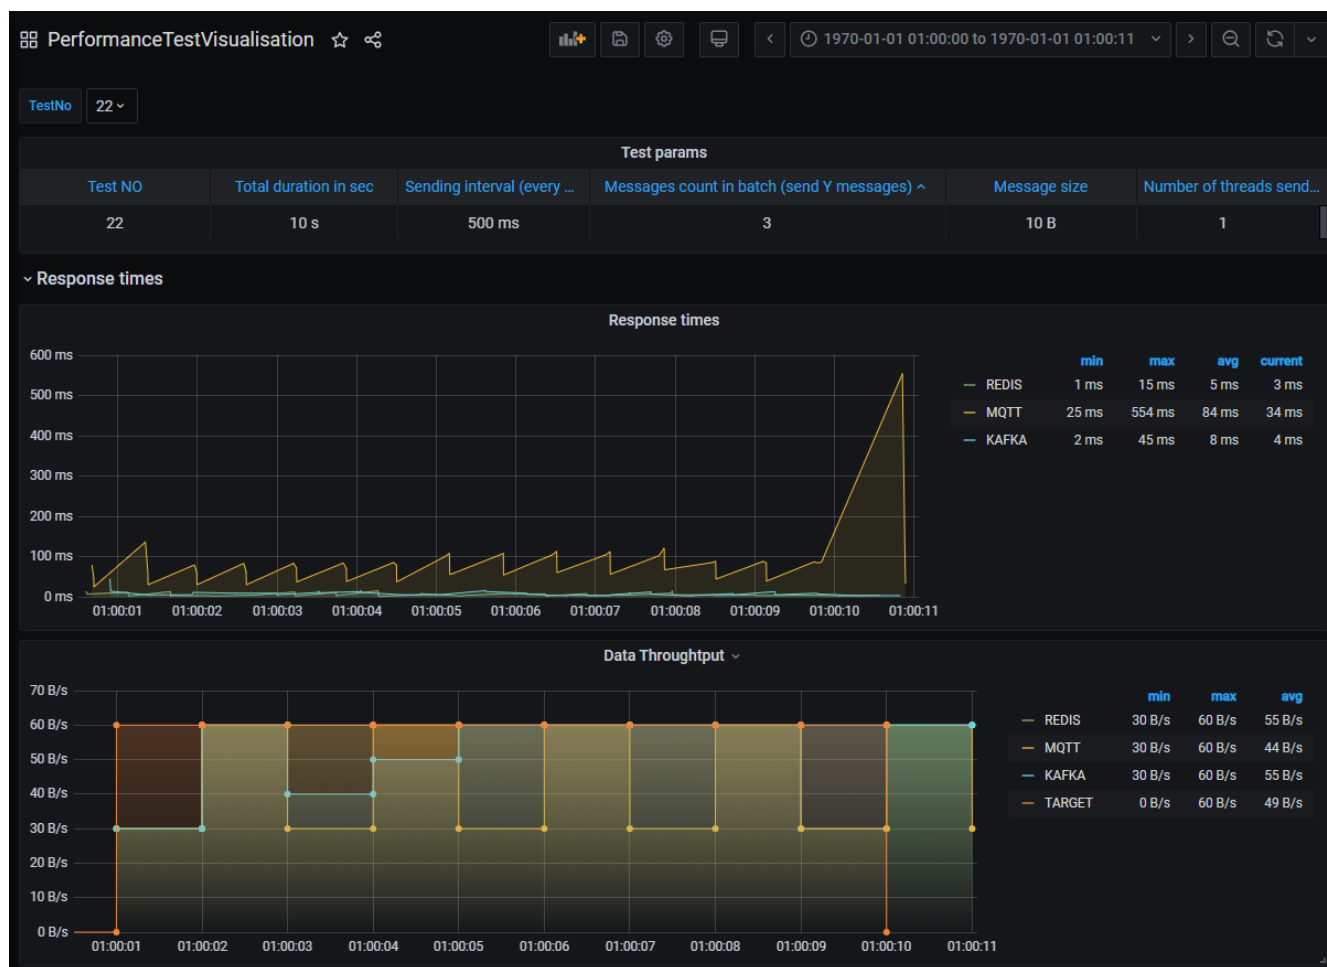 PerformanceTestVisualisation
1970-01-01 01:00:00 to 1970-01-01 01:00:11
TestNo 22
Test params
Test NO Total duration in sec Sending interval (every ... Messages count in batch (send Y messages) Message size Number of threads send...
22 10 s 500 ms 3 10 B 1
Response times
Response times
600 ms
500 ms
400 ms
300 ms
200 ms
100 ms
0 ms
01:00:01 01:00:02 01:00:03 01:00:04 01:00:05 01:00:06 01:00:07 01:00:08 01:00:09 01:00:10 01:00:11
min max avg current
REDIS 1 ms 15 ms 5 ms 3 ms
MQTT 25 ms 554 ms 84 ms 34 ms
KAFKA 2 ms 45 ms 8 ms 4 ms
Data Throughtput
70 B/s
60 B/s
50 B/s
40 B/s
30 B/s
20 B/s
10 B/s
0 B/s
01:00:01 01:00:02 01:00:03 01:00:04 01:00:05 01:00:06 01:00:07 01:00:08 01:00:09 01:00:10 01:00:11
min max avg
REDIS 30 B/s 60 B/s 55 B/s
MQTT 30 B/s 60 B/s 44 B/s
KAFKA 30 B/s 60 B/s 55 B/s
TARGET 0 B/s 60 B/s 49 B/s